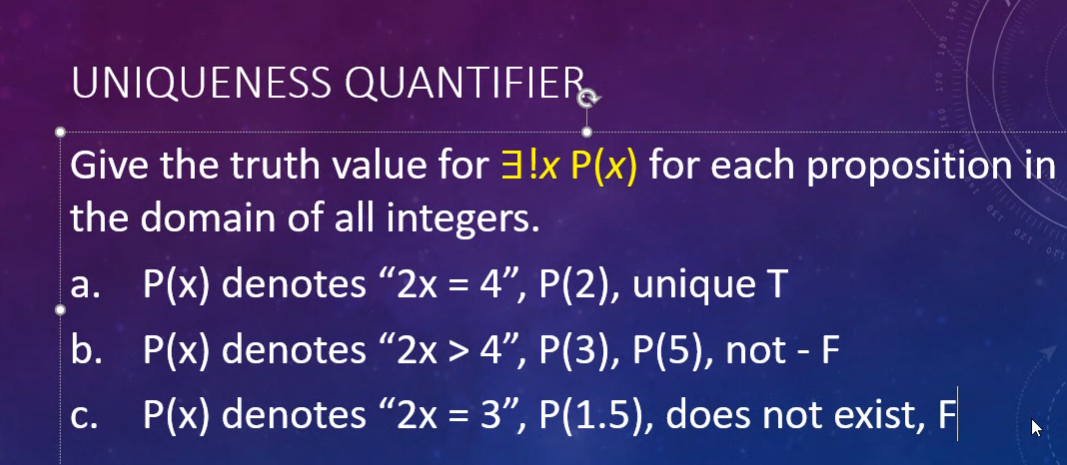 UNIQUENESS QUANTIFIER
Give the truth value for ∃!x P(x) for each proposition in
the domain of all integers.
a. P(x) denotes “2x = 4”, P(2), unique T
b. P(x) denotes “2x > 4”, P(3), P(5), not - F
c. P(x) denotes “2x = 3”, P(1.5), does not exist, F